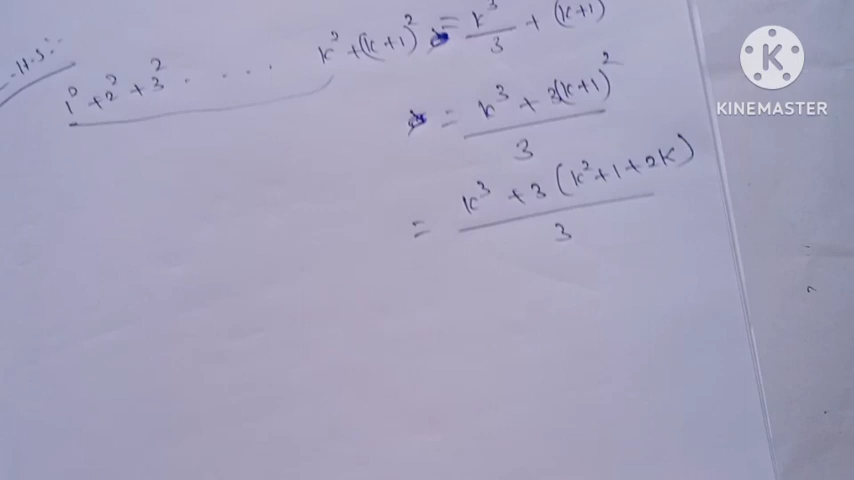 L.H.S:-
1² + 2² + 3² . . . . k² + (k+1)² = k³/3 + (k+1)
= k³ + 3(k+1)² / 3
= k³ + 3 (k² + 1 + 2k) / 3
KINEMASTER